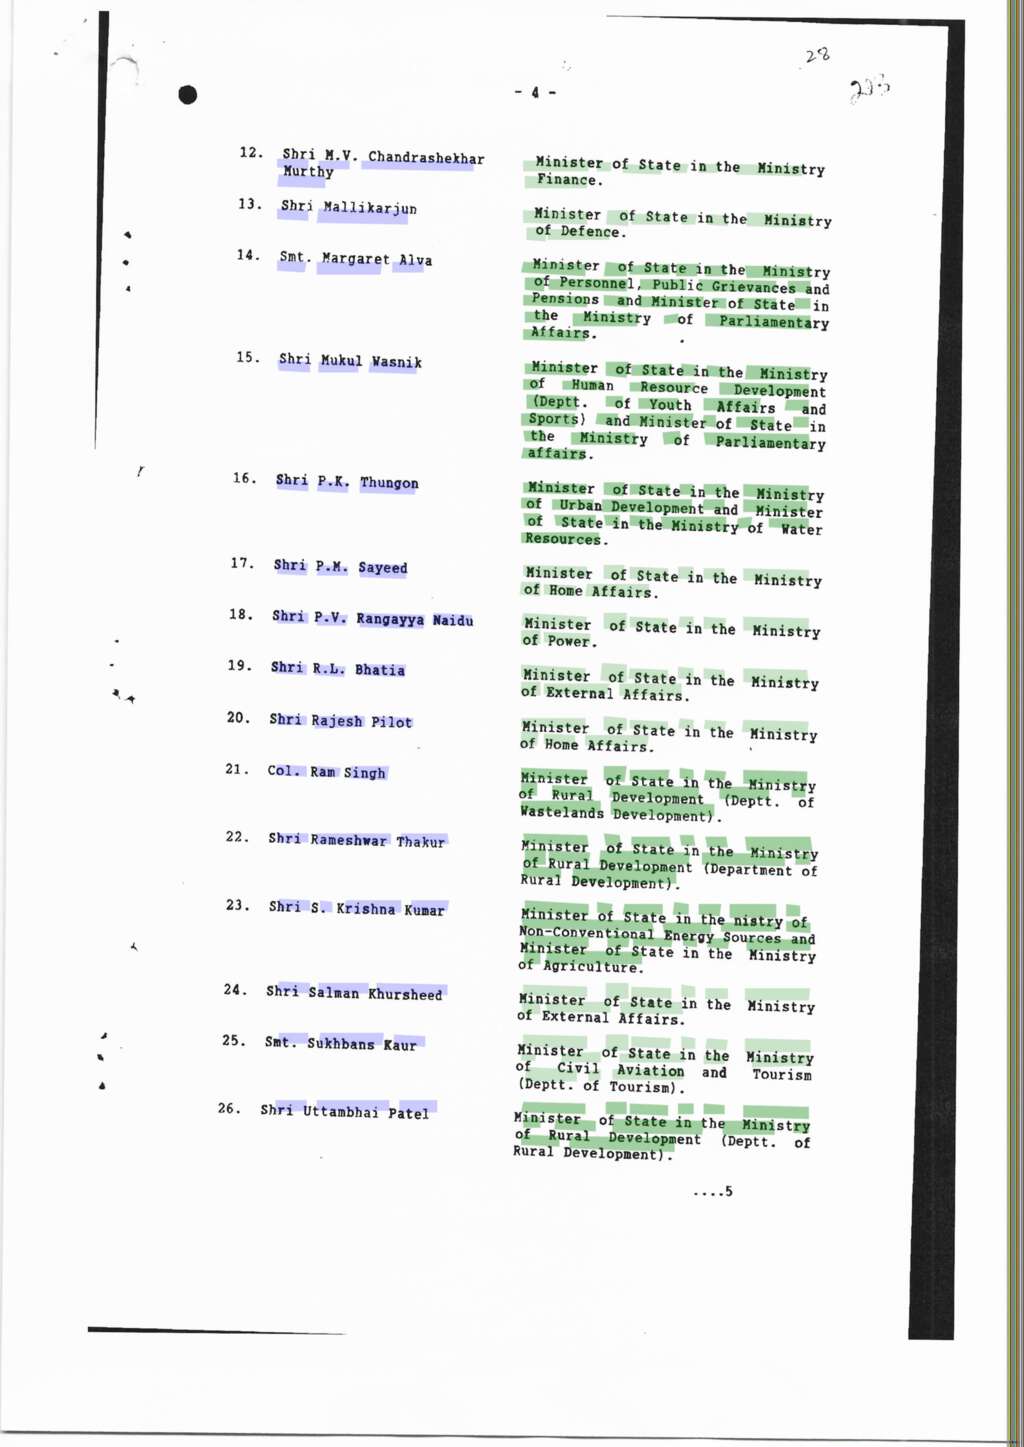 28
- 4 -
12. Shri M.V. Chandrashekhar Minister of State in the Ministry
Murthy Finance.
13. Shri Mallikarjun Minister of State in the Ministry
of Defence.
14. Smt. Margaret Alva Minister of State in the Ministry
of Personnel, Public Grievances and
Pensions and Minister of State in
the Ministry of Parliamentary
Affairs.
15. Shri Mukul Wasnik Minister of State in the Ministry
of Human Resource Development
(Deptt. of Youth Affairs and
Sports) and Minister of State in
the Ministry of Parliamentary
affairs.
16. Shri P.K. Thungon Minister of State in the Ministry
of Urban Development and Minister
of State in the Ministry of Water
Resources.
17. Shri P.M. Sayeed Minister of State in the Ministry
of Home Affairs.
18. Shri P.V. Rangayya Naidu Minister of State in the Ministry
of Power.
19. Shri R.L. Bhatia Minister of State in the Ministry
of External Affairs.
20. Shri Rajesh Pilot Minister of State in the Ministry
of Home Affairs.
21. Col. Ram Singh Minister of State in the Ministry
of Rural Development (Deptt. of
Wastelands Development).
22. Shri Rameshwar Thakur Minister of State in the Ministry
of Rural Development (Department of
Rural Development).
23. Shri S. Krishna Kumar Minister of State in the nistry of
Non-Conventional Energy Sources and
Minister of State in the Ministry
of Agriculture.
24. Shri Salman Khursheed Minister of State in the Ministry
of External Affairs.
25. Smt. Sukhbans Kaur Minister of State in the Ministry
of Civil Aviation and Tourism
(Deptt. of Tourism).
26. Shri Uttambhai Patel Minister of State in the Ministry
of Rural Development (Deptt. of
Rural Development).
....5